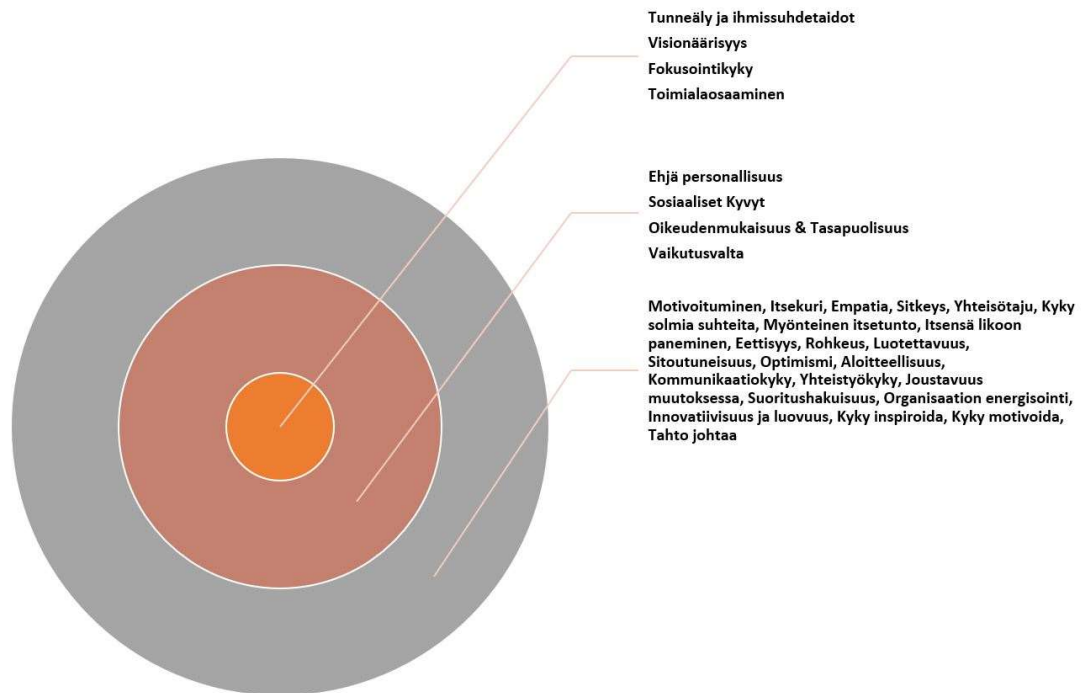 Tunneäly ja ihmissuhdetaidot
Visionäärisyys
Fokusointikyky
Toimialaosaaminen
Ehjä personallisuus
Sosiaaliset Kyvyt
Oikeudenmukaisuus & Tasapuolisuus
Vaikutusvalta
Motivoituminen, Itsekuri, Empatia, Sitkeys, Yhteisötaju, Kyky
solmia suhteita, Myönteinen itsetunto, Itsensä likoon
paneminen, Eettisyys, Rohkeus, Luotettavuus,
Sitoutuneisuus, Optimismi, Aloitteellisuus,
Kommunikaatiokyky, Yhteistyökyky, Joustavuus
muutoksessa, Suoritushakuisuus, Organisaation energisointi,
Innovatiivisuus ja luovuus, Kyky inspiroida, Kyky motivoida,
Tahto johtaa